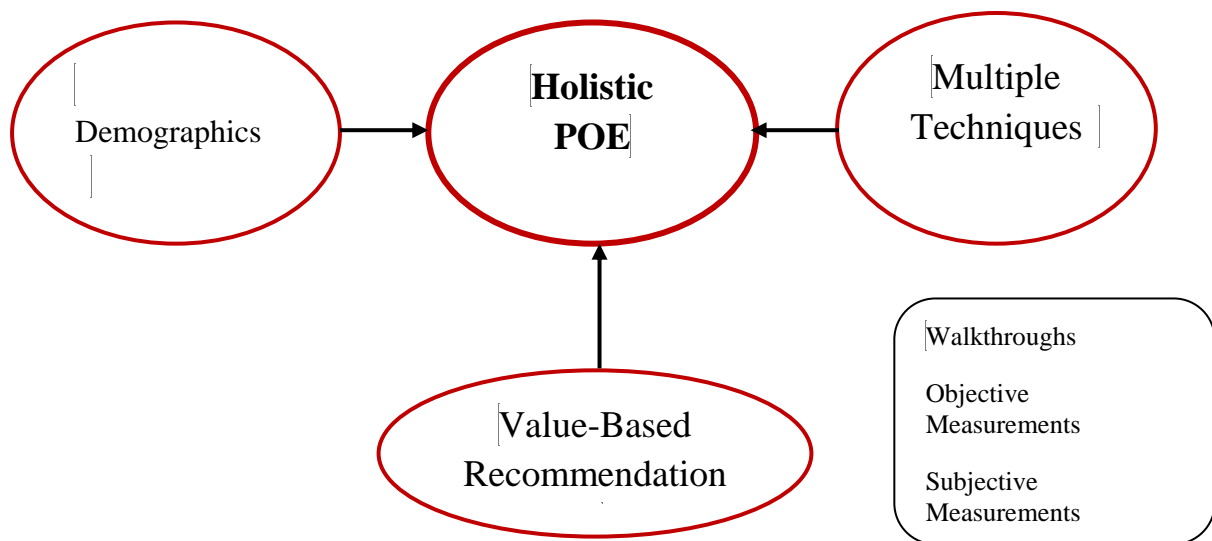 Demographics
Holistic
POE
Multiple
Techniques
Value-Based
Recommendation
Walkthroughs
Objective
Measurements
Subjective
Measurements